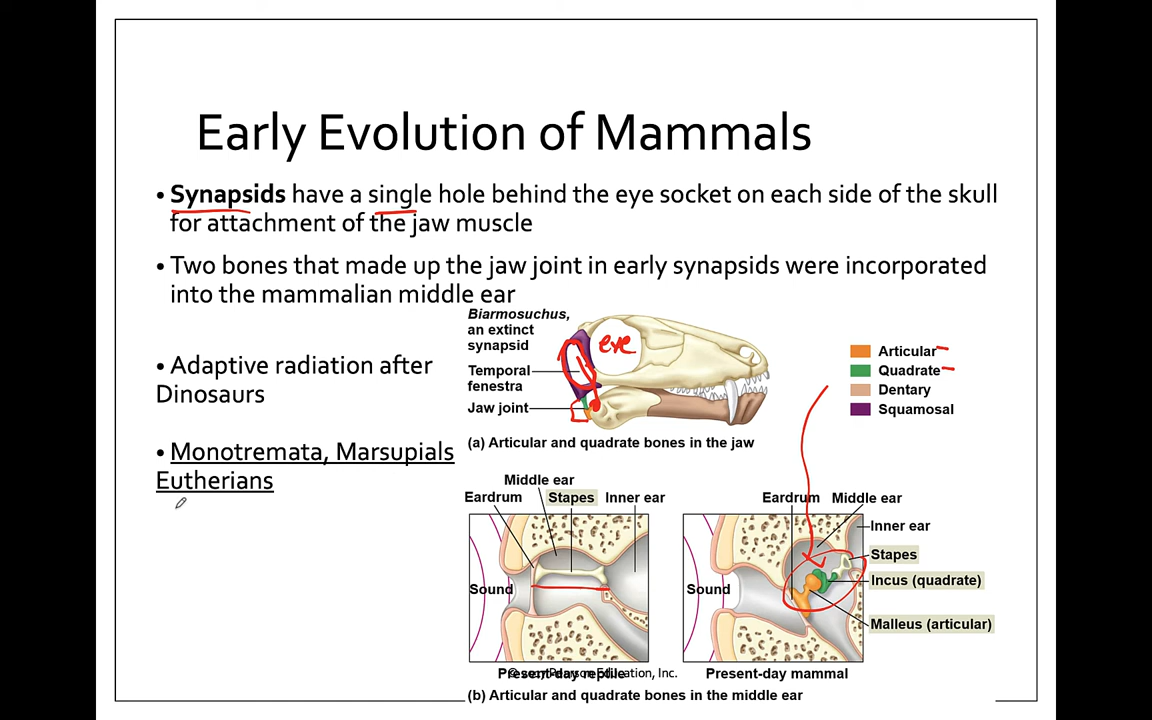 Early Evolution of Mammals
• Synapsids have a single hole behind the eye socket on each side of the skull
for attachment of the jaw muscle
• Two bones that made up the jaw joint in early synapsids were incorporated
into the mammalian middle ear
• Adaptive radiation after
Dinosaurs
• Monotremata, Marsupials
Eutherians
Biarmosuchus,
an extinct
synapsid
eye
Temporal
fenestra
Jaw joint
Articular
Quadrate
Dentary
Squamosal
(a) Articular and quadrate bones in the jaw
Middle ear
Eardrum Stapes Inner ear
Sound
Present-day reptile
Eardrum Middle ear
Inner ear
Stapes
Sound
Incus (quadrate)
Malleus (articular)
Present-day mammal
Pearson Education, Inc.
(b) Articular and quadrate bones in the middle ear